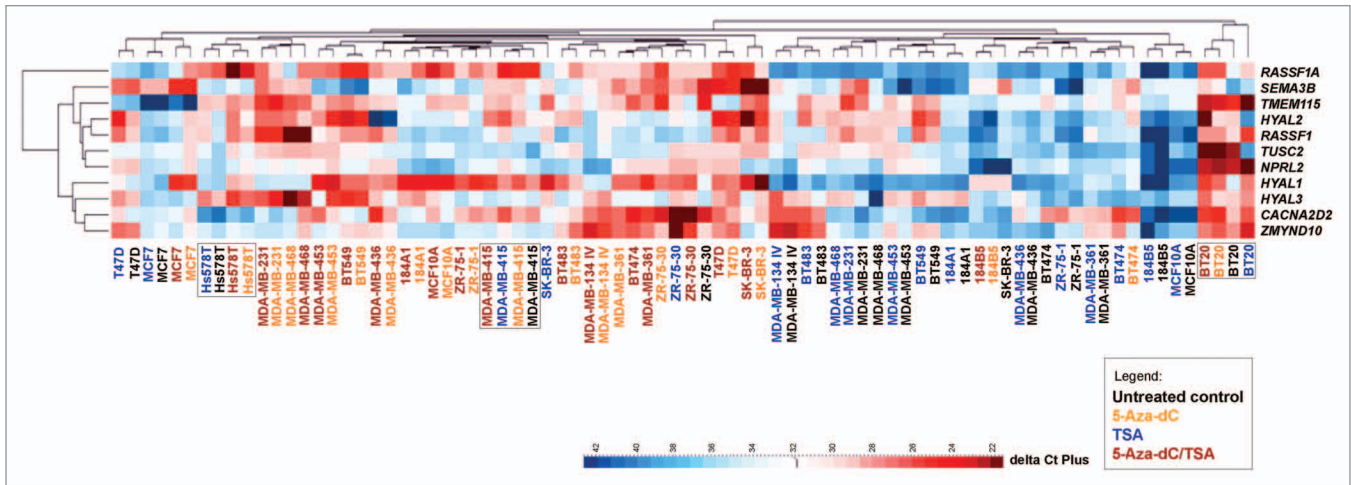 RASSF1A
SEMA3B
TMEM115
HYAL2
RASSF1
TUSC2
NPRL2
HYAL1
HYAL3
CACNA2D2
ZMYND10
T47D
T47D
MCF7
MCF7
MCF7
MCF7
Hs578T
Hs578T
Hs578T
Hs578T
MDA-MB-231
MDA-MB-231
MDA-MB-468
MDA-MB-468
MDA-MB-453
MDA-MB-453
BT549
BT549
MDA-MB-436
MDA-MB-436
184A1
184A1
MCF10A
MCF10A
ZR-75-1
ZR-75-1
MDA-MB-415
MDA-MB-415
MDA-MB-415
MDA-MB-415
SK-BR-3
BT483
BT483
MDA-MB-134 IV
MDA-MB-134 IV
MDA-MB-361
BT474
MDA-MB-361
ZR-75-30
ZR-75-30
ZR-75-30
ZR-75-30
T47D
T47D
SK-BR-3
SK-BR-3
MDA-MB-134 IV
MDA-MB-134 IV
BT483
BT483
MDA-MB-468
MDA-MB-231
MDA-MB-231
MDA-MB-468
MDA-MB-453
MDA-MB-453
BT549
BT549
184A1
184A1
184B5
184B5
SK-BR-3
MDA-MB-436
MDA-MB-436
BT474
ZR-75-1
ZR-75-1
MDA-MB-361
MDA-MB-361
BT474
BT474
184B5
184B5
MCF10A
MCF10A
BT20
BT20
BT20
BT20
Legend:
Untreated control
5-Aza-dC
TSA
5-Aza-dC/TSA
42 40 38 36 34 32 30 28 26 24 22
delta Ct Plus